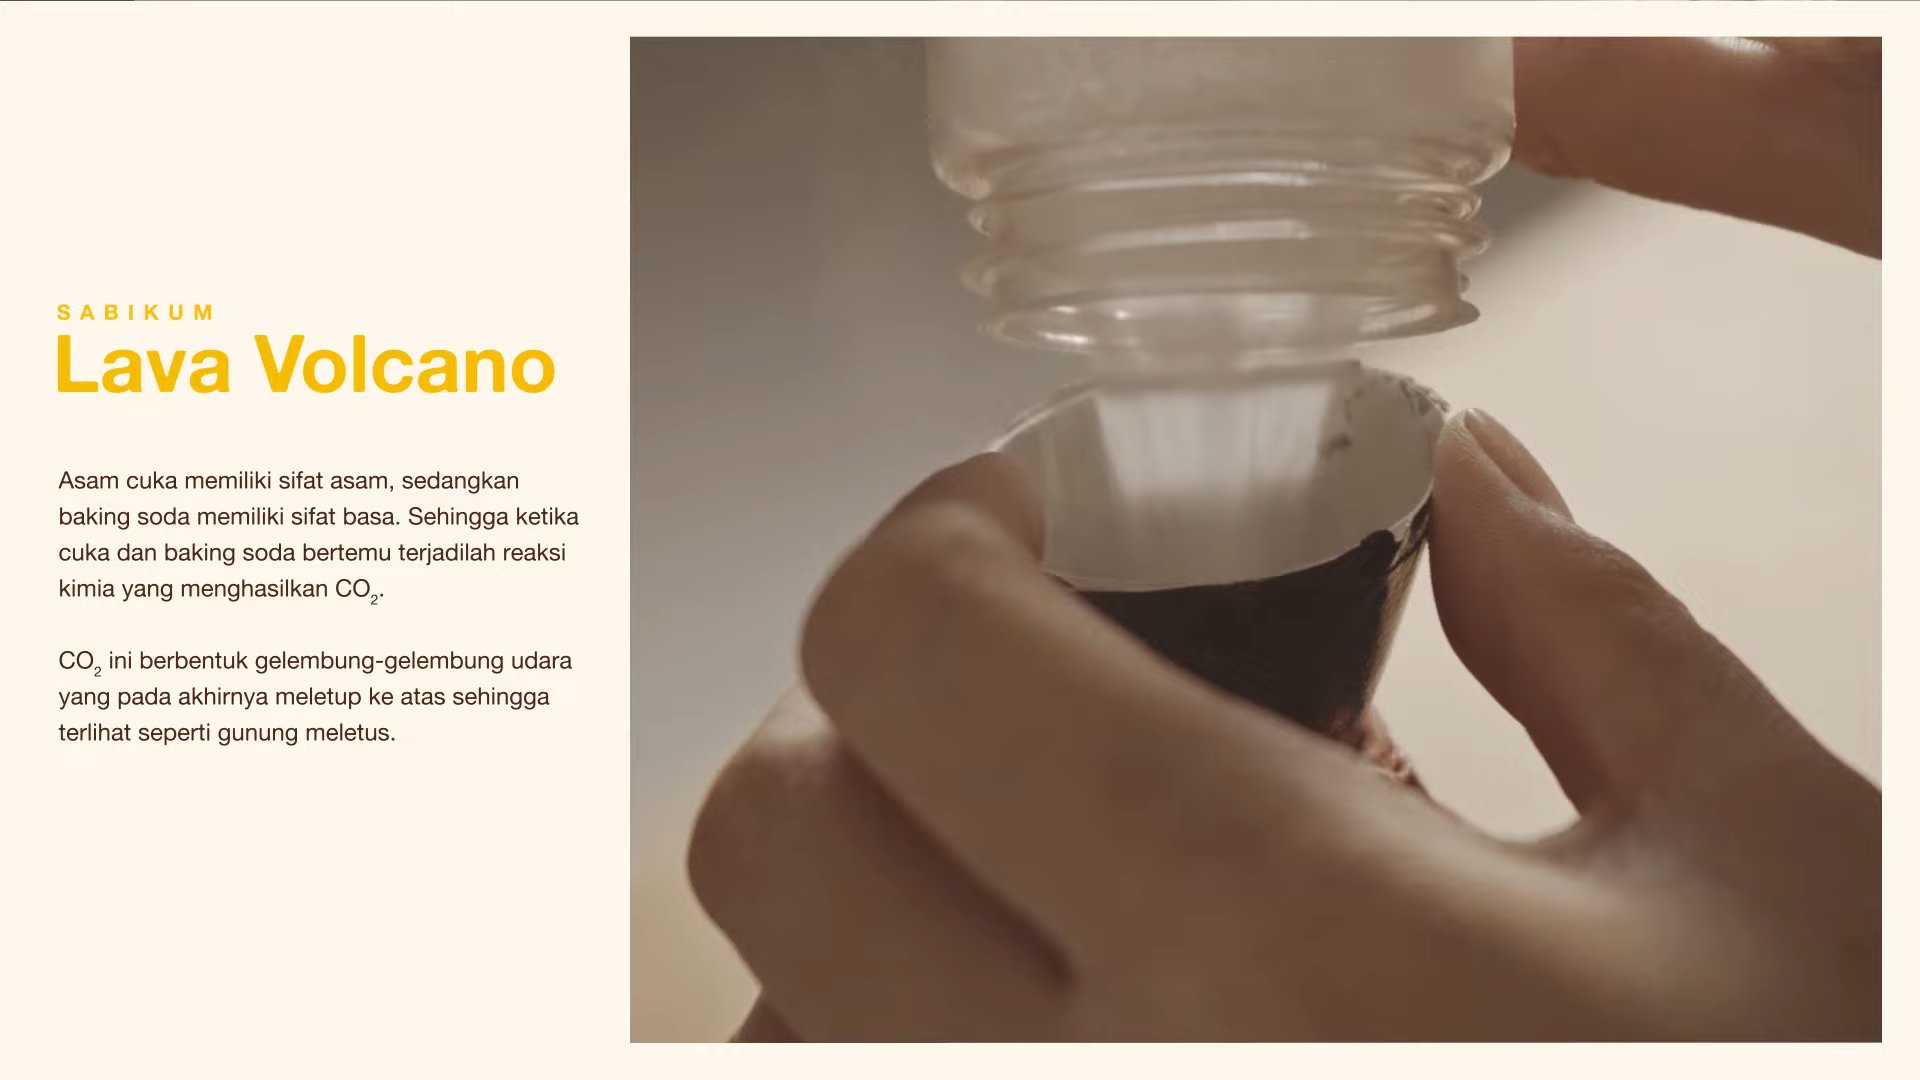 SABIKUM
Lava Volcano
Asam cuka memiliki sifat asam, sedangkan
baking soda memiliki sifat basa. Sehingga ketika
cuka dan baking soda bertemu terjadilah reaksi
kimia yang menghasilkan CO₂.
CO₂ ini berbentuk gelembung-gelembung udara
yang pada akhirnya meletup ke atas sehingga
terlihat seperti gunung meletus.